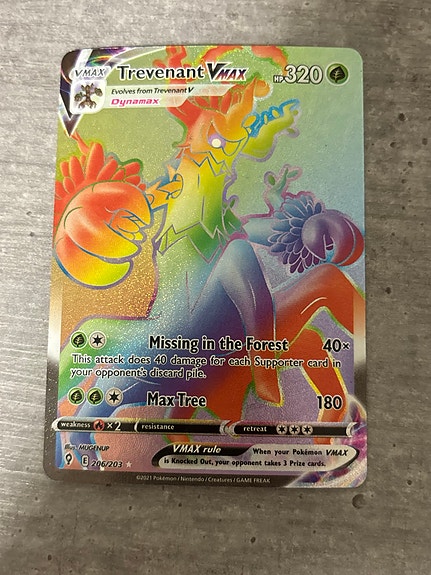 VMAX Trevenant VMAX HP 320
Evolves from Trevenant V
Dynamax
Missing in the Forest 40×
This attack does 40 damage for each Supporter card in
your opponent's discard pile.
Max Tree 180
weakness ×2 resistance retreat
Illus. MUGENUP
E 206/203
VMAX rule When your Pokémon VMAX
is Knocked Out, your opponent takes 3 Prize cards.
©2021 Pokémon / Nintendo / Creatures / GAME FREAK